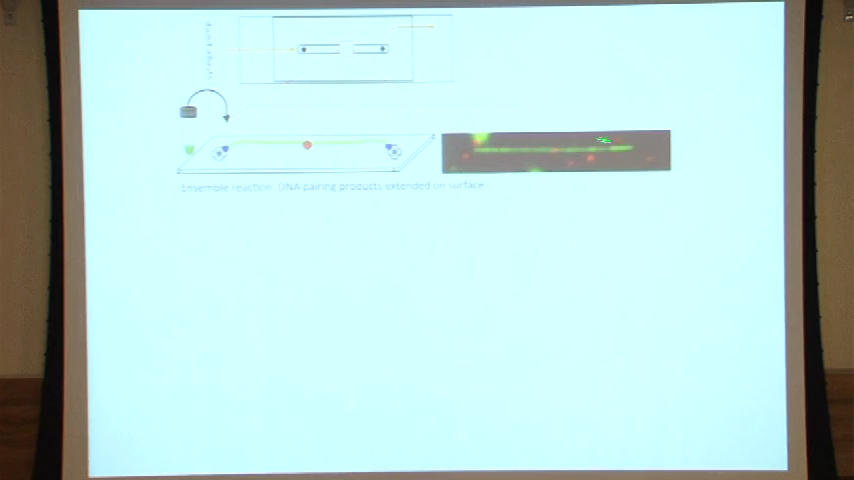 Ensemble reaction: DNA pairing products extended on surface